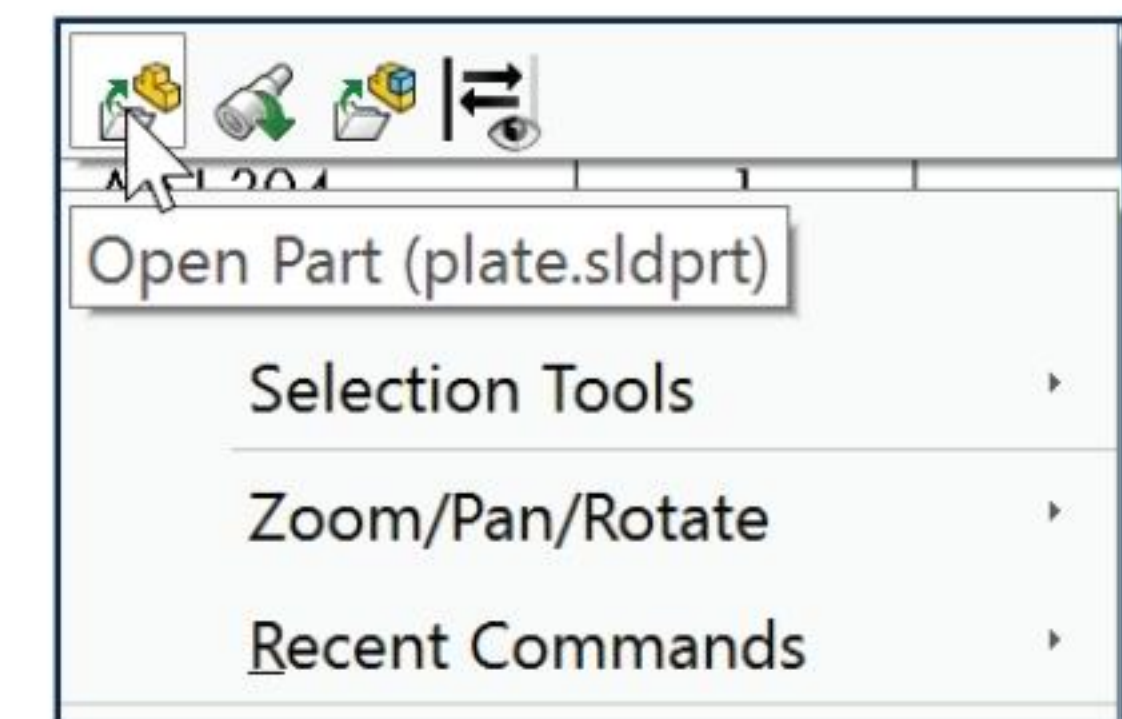 Open Part (plate.sldprt)
Selection Tools
Zoom/Pan/Rotate
Recent Commands